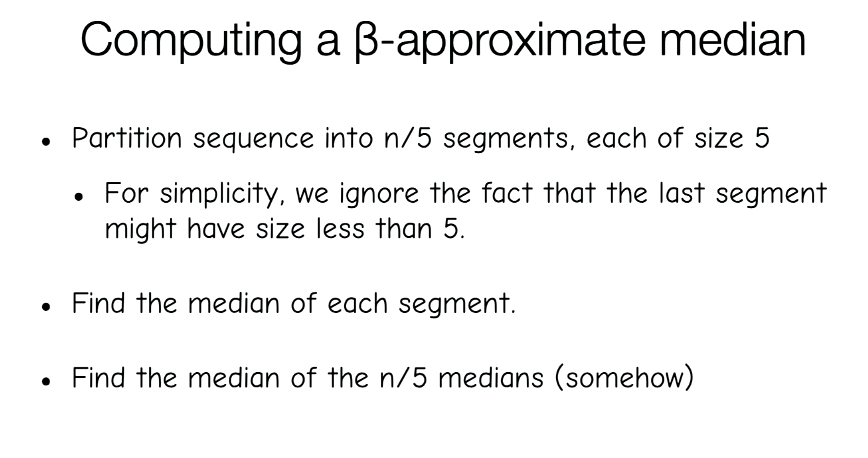 Computing a β-approximate median
• Partition sequence into n/5 segments, each of size 5
• For simplicity, we ignore the fact that the last segment
might have size less than 5.
• Find the median of each segment.
• Find the median of the n/5 medians (somehow)